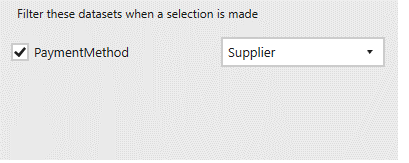 Filter these datasets when a selection is made
PaymentMethod Supplier